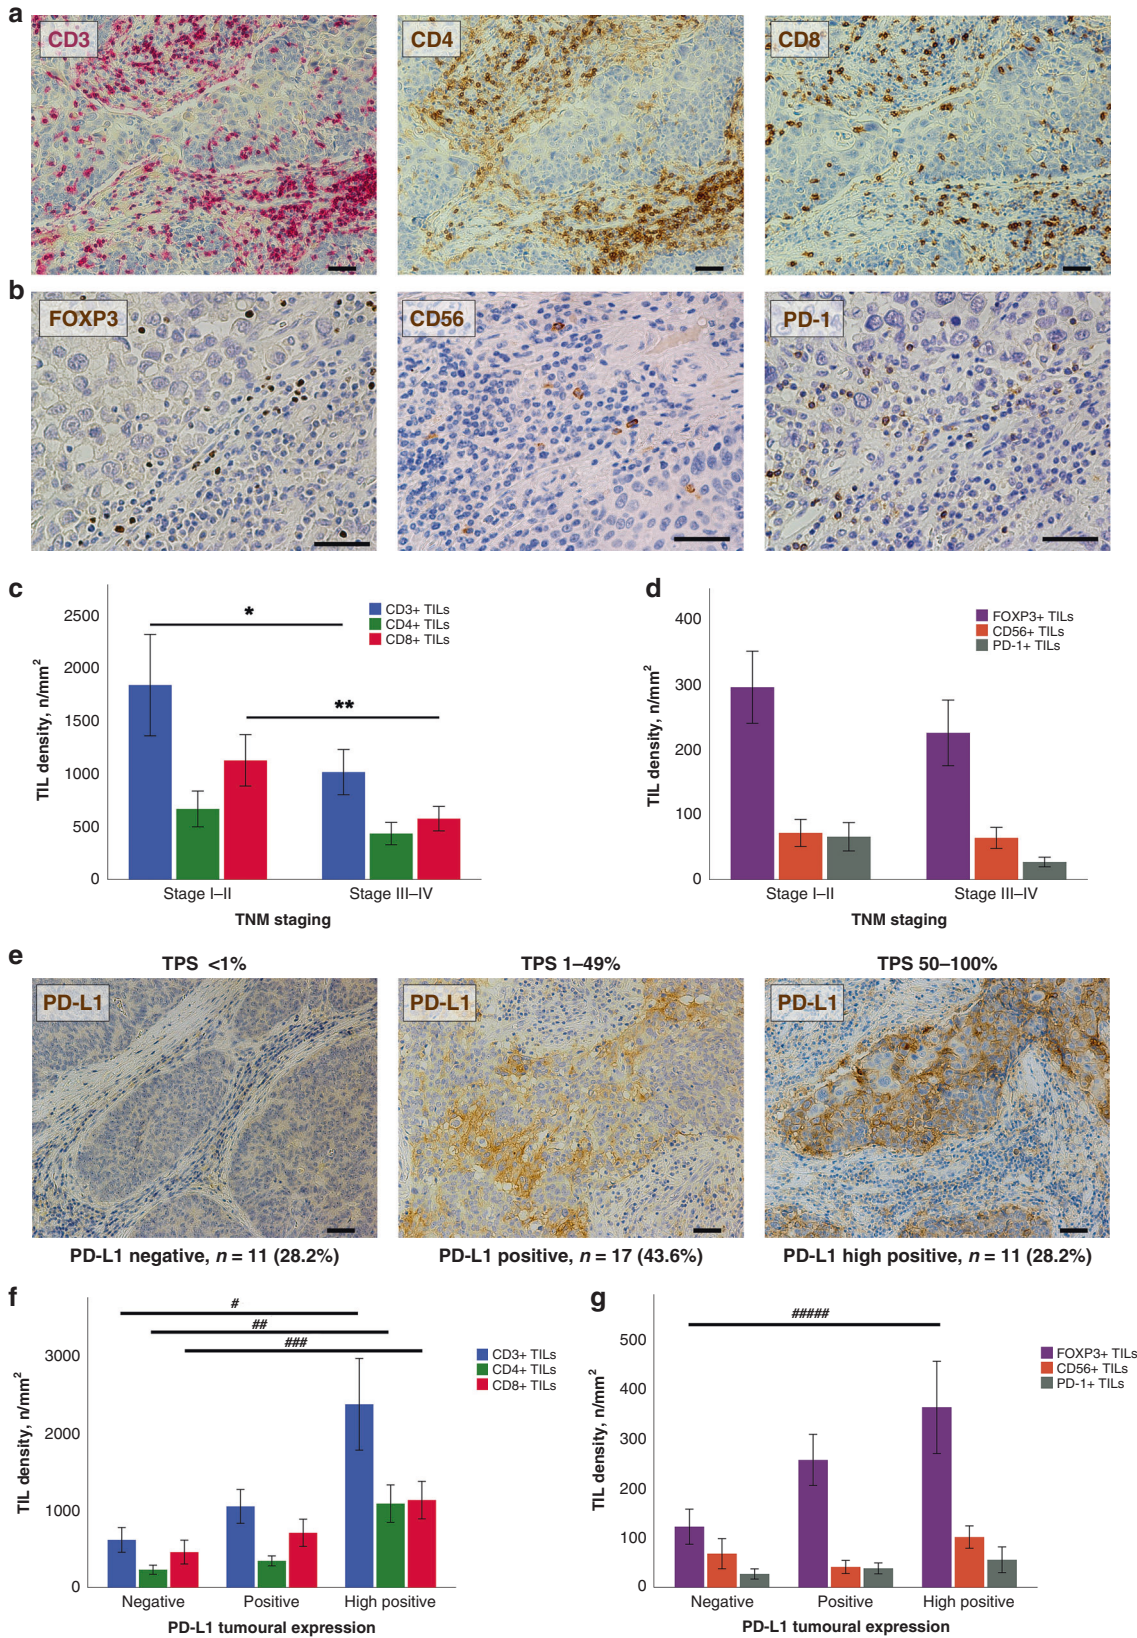 a
CD3
CD4
CD8
b
FOXP3
CD56
PD-1
c
2500
2000
1500
1000
500
0
TIL density, n/mm²
*
**
CD3+ TILs
CD4+ TILs
CD8+ TILs
Stage I–II
Stage III–IV
TNM staging
d
400
300
200
100
0
TIL density, n/mm²
FOXP3+ TILs
CD56+ TILs
PD-1+ TILs
Stage I–II
Stage III–IV
TNM staging
e
TPS <1%
TPS 1–49%
TPS 50–100%
PD-L1
PD-L1
PD-L1
PD-L1 negative, n = 11 (28.2%)
PD-L1 positive, n = 17 (43.6%)
PD-L1 high positive, n = 11 (28.2%)
f
#
##
###
3000
2000
1000
0
TIL density, n/mm²
CD3+ TILs
CD4+ TILs
CD8+ TILs
Negative
Positive
High positive
PD-L1 tumoural expression
g
#####
500
400
300
200
100
0
TIL density, n/mm²
FOXP3+ TILs
CD56+ TILs
PD-1+ TILs
Negative
Positive
High positive
PD-L1 tumoural expression